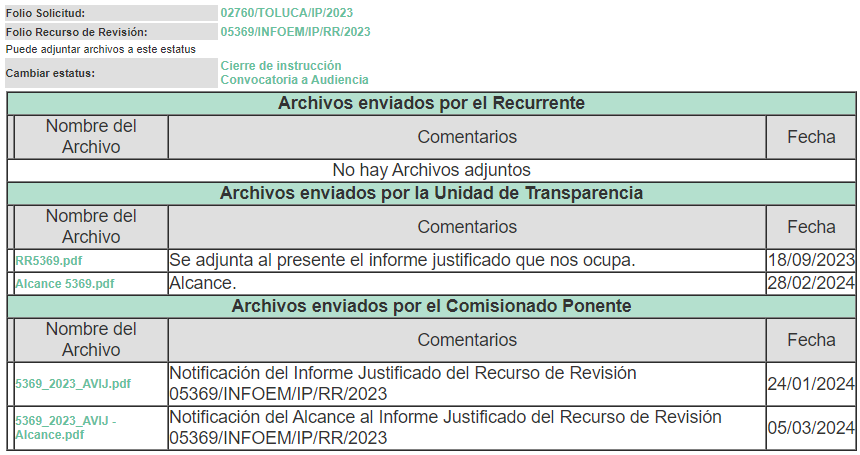 Folio Solicitud: 02760/TOLUCA/IP/2023
Folio Recurso de Revisión: 05369/INFOEM/IP/RR/2023
Puede adjuntar archivos a este estatus
Cambiar estatus: Cierre de instrucción
Convocatoria a Audiencia
Archivos enviados por el Recurrente
Nombre del Archivo Comentarios Fecha
No hay Archivos adjuntos
Archivos enviados por la Unidad de Transparencia
Nombre del Archivo Comentarios Fecha
RR5369.pdf Se adjunta al presente el informe justificado que nos ocupa. 18/09/2023
Alcance 5369.pdf Alcance. 28/02/2024
Archivos enviados por el Comisionado Ponente
Nombre del Archivo Comentarios Fecha
5369_2023_AVIJ.pdf Notificación del Informe Justificado del Recurso de Revisión 05369/INFOEM/IP/RR/2023 24/01/2024
5369_2023_AVIJ - Alcance.pdf Notificación del Alcance al Informe Justificado del Recurso de Revisión 05369/INFOEM/IP/RR/2023 05/03/2024